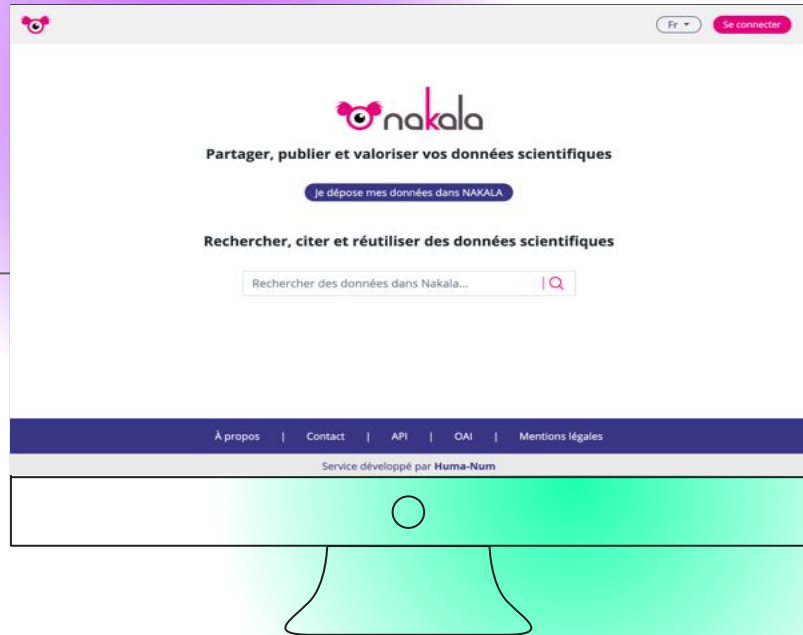 Fr
Se connecter
nakala
Partager, publier et valoriser vos données scientifiques
Je dépose mes données dans NAKALA
Rechercher, citer et réutiliser des données scientifiques
Rechercher des données dans Nakala...
À propos | Contact | API | OAI | Mentions légales
Service développé par Huma-Num